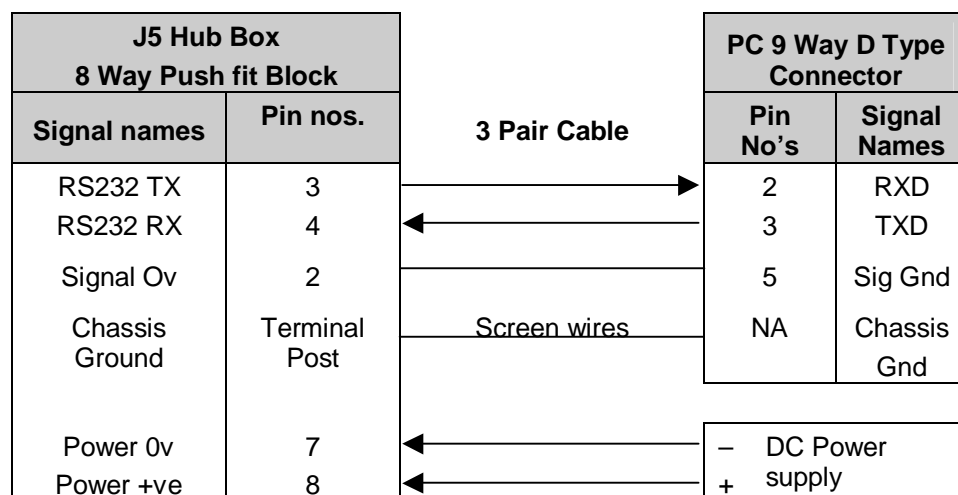 J5 Hub Box
8 Way Push fit Block
PC 9 Way D Type
Connector
Signal names Pin nos. 3 Pair Cable Pin
No's Signal
Names
RS232 TX 3 2 RXD
RS232 RX 4 3 TXD
Signal Ov 2 5 Sig Gnd
Chassis
Ground Terminal
Post Screen wires NA Chassis
Gnd
Power 0v 7 – DC Power
supply
Power +ve 8 +